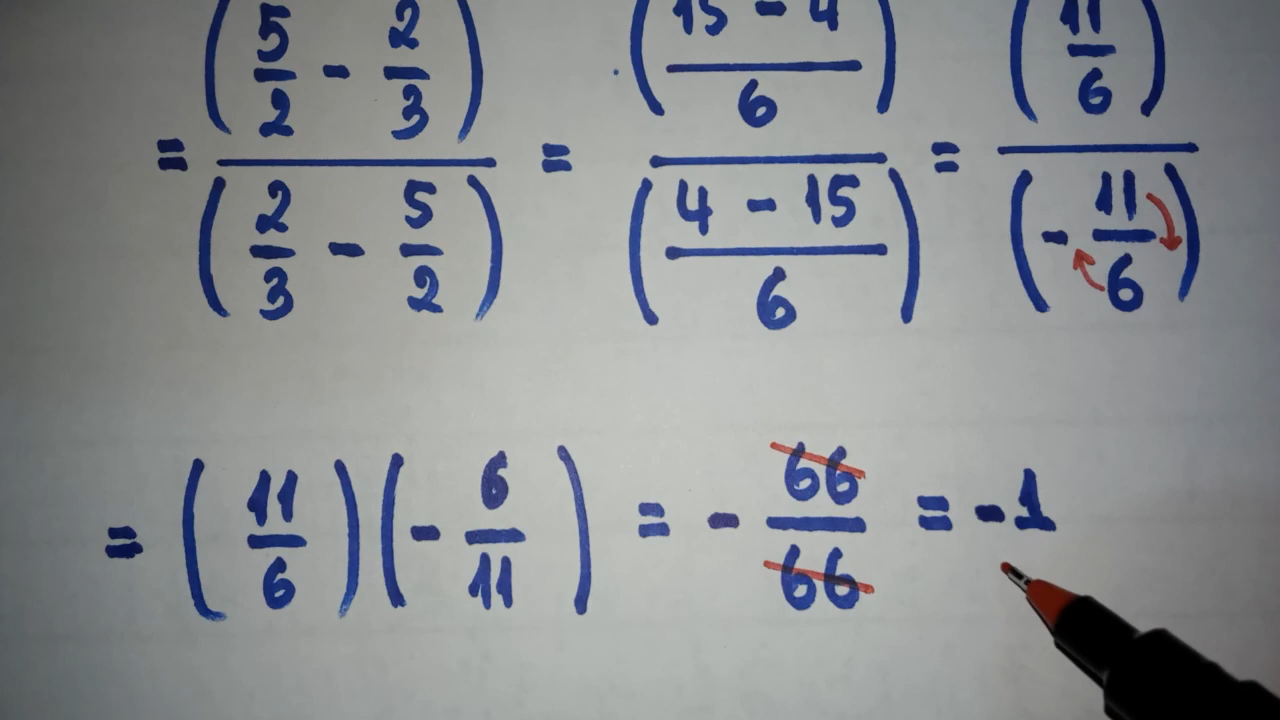 = (5/2 - 2/3) / (2/3 - 5/2) = ((15 - 4)/6) / ((4 - 15)/6) = (11/6) / (- 11/6)
= (11/6) (- 6/11) = - 66/66 = -1